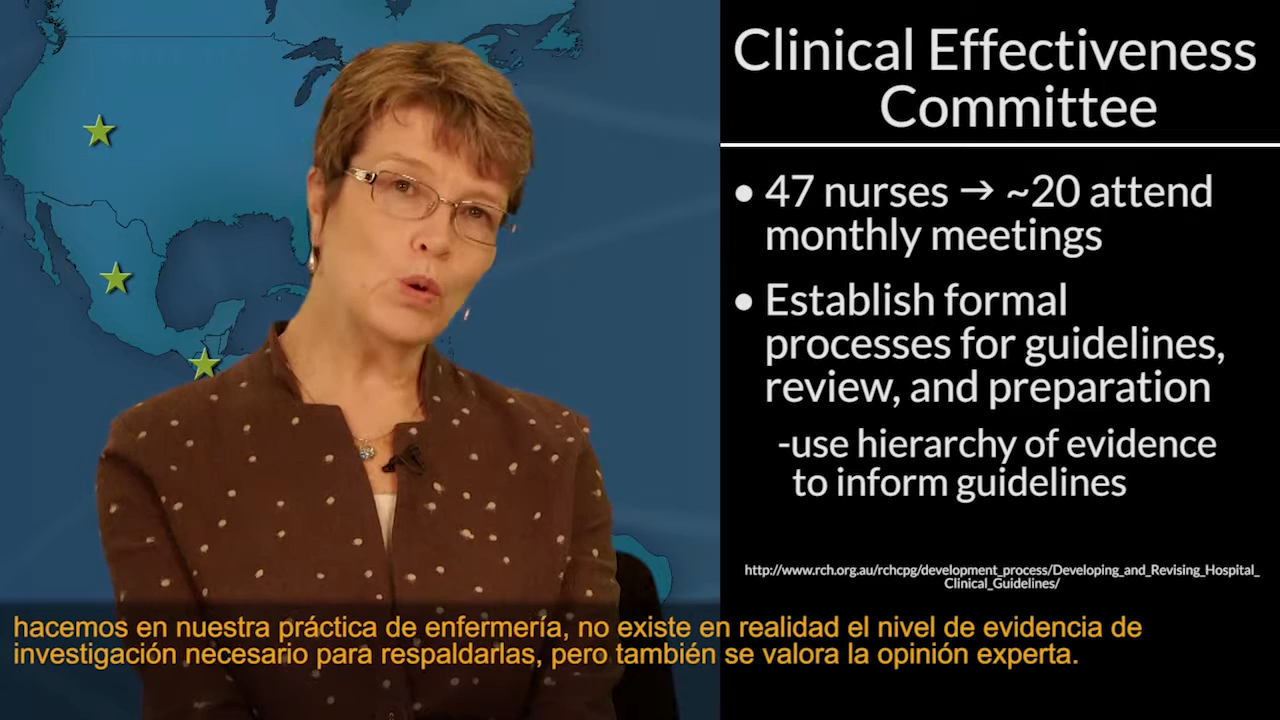 Clinical Effectiveness
Committee
• 47 nurses → ~20 attend
monthly meetings
• Establish formal
processes for guidelines,
review, and preparation
-use hierarchy of evidence
to inform guidelines
http://www.rch.org.au/rchcpg/development_process/Developing_and_Revising_Hospital_
Clinical_Guidelines/
hacemos en nuestra práctica de enfermería, no existe en realidad el nivel de evidencia de
investigación necesario para respaldarlas, pero también se valora la opinión experta.